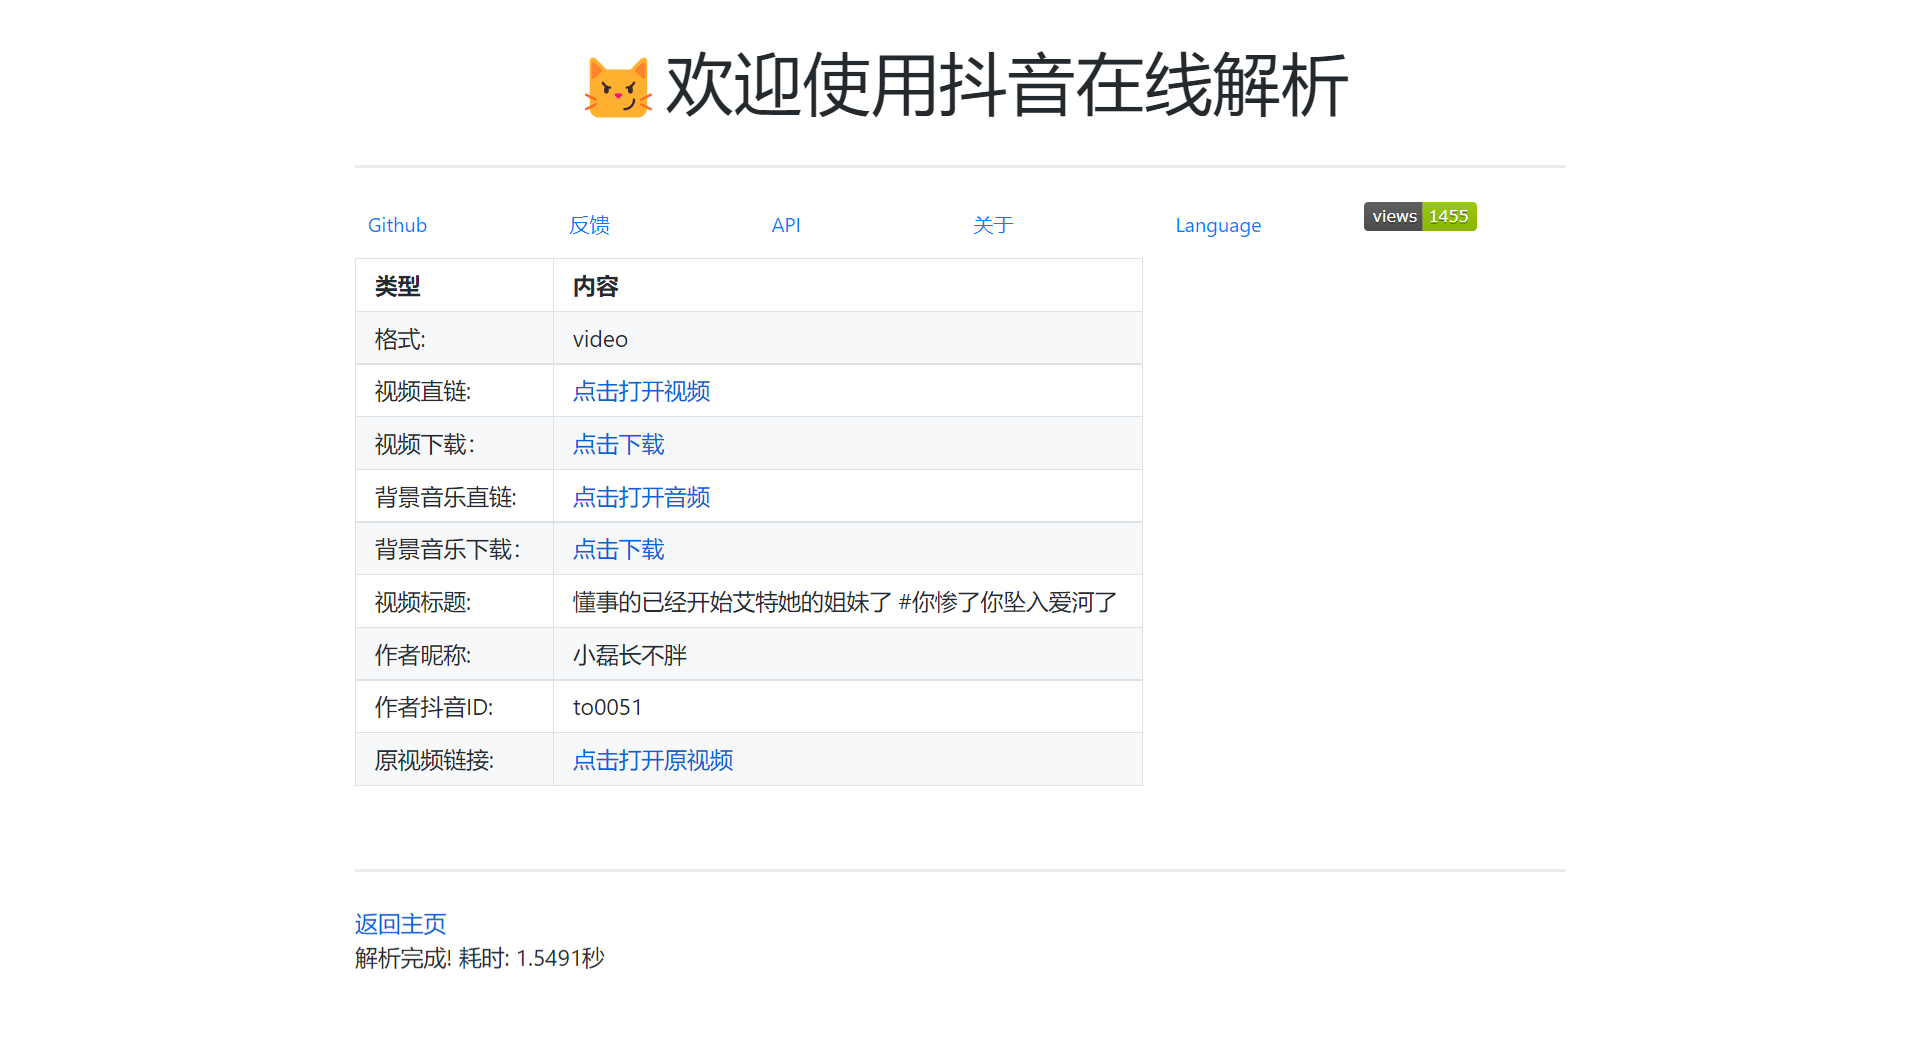 欢迎使用抖音在线解析
Github 反馈 API 关于 Language views 1455
类型 内容
格式: video
视频直链: 点击打开视频
视频下载: 点击下载
背景音乐直链: 点击打开音频
背景音乐下载: 点击下载
视频标题: 懂事的已经开始艾特她的姐妹了 #你惨了你坠入爱河了
作者昵称: 小磊长不胖
作者抖音ID: to0051
原视频链接: 点击打开原视频
返回主页
解析完成! 耗时: 1.5491秒